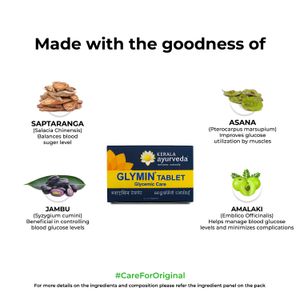 Made with the goodness of
SAPTARANGA
(Salacia Chinensis)
Balances blood
suger level
ASANA
(Pterocarpus marsupium)
Improves glucose
utilization by muscles
KERALA
ayurveda
GLYMIN TABLET
Glycemic Care
JAMBU
(Syzygium cumini)
Beneficial in controlling
blood glucose levels
AMALAKI
(Emblico Officinalis)
Helps manage blood glucose
levels and minimizes complications
#CareForOriginal
For more details on the ingredients and composition please refer the ingredient panel on the pack